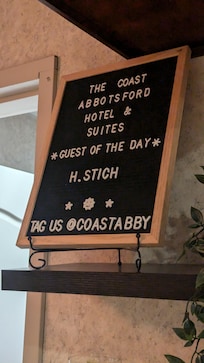 THE COAST
ABBOTSFORD
HOTEL &
SUITES
*GUEST OF THE DAY*
H.STICH
TAG US @COASTABBY